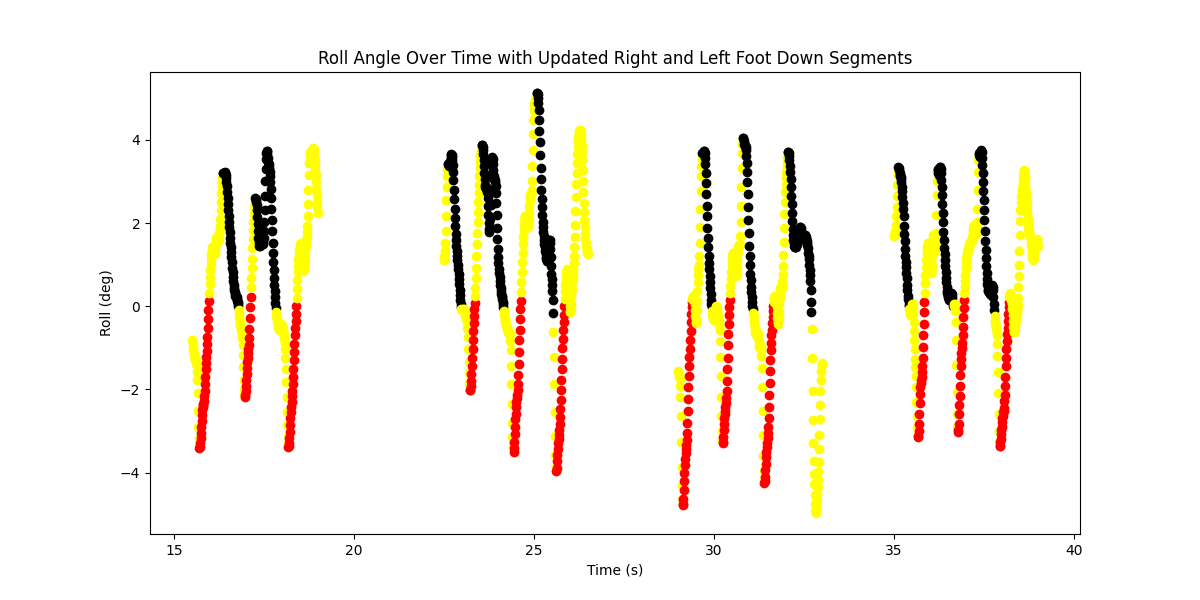 Roll Angle Over Time with Updated Right and Left Foot Down Segments
Roll (deg)
4
2
0
−2
−4
15 20 25 30 35 40
Time (s)